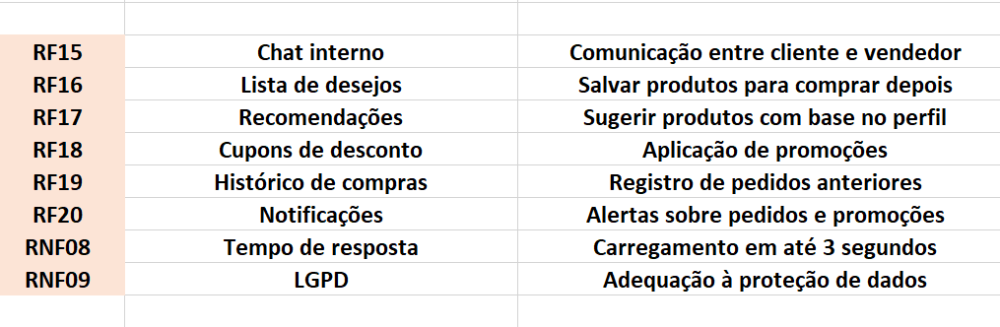 RF15 Chat interno Comunicação entre cliente e vendedor
RF16 Lista de desejos Salvar produtos para comprar depois
RF17 Recomendações Sugerir produtos com base no perfil
RF18 Cupons de desconto Aplicação de promoções
RF19 Histórico de compras Registro de pedidos anteriores
RF20 Notificações Alertas sobre pedidos e promoções
RNF08 Tempo de resposta Carregamento em até 3 segundos
RNF09 LGPD Adequação à proteção de dados